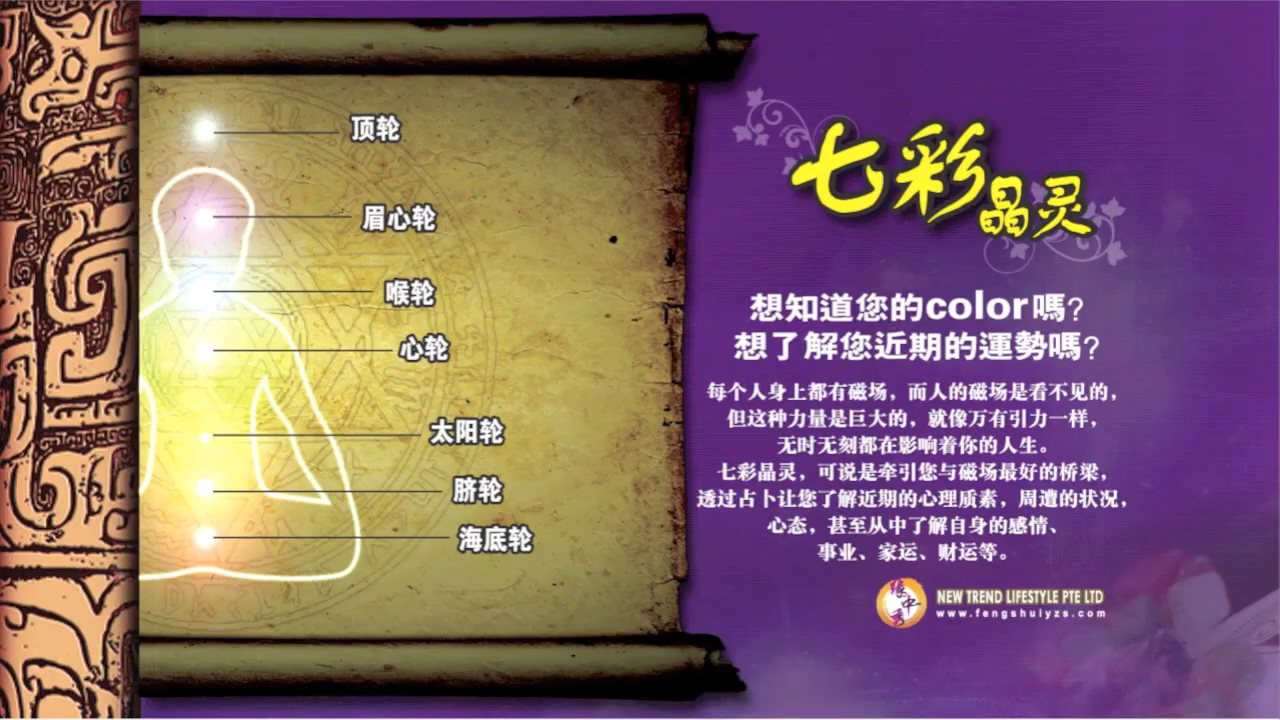 顶轮
眉心轮
喉轮
心轮
太阳轮
脐轮
海底轮
七彩晶灵
想知道您的color嗎?
想了解您近期的運勢嗎?
每个人身上都有磁场，而人的磁场是看不见的，
但这种力量是巨大的，就像万有引力一样，
无时无刻都在影响着你的人生。
七彩晶灵，可说是牵引您与磁场最好的桥梁，
透过占卜让您了解近期的心理质素，周遭的状况，
心态，甚至从中了解自身的感情、
事业、家运、财运等。
缘中秀
NEW TREND LIFESTYLE PTE LTD
www.fengshuiyzs.com